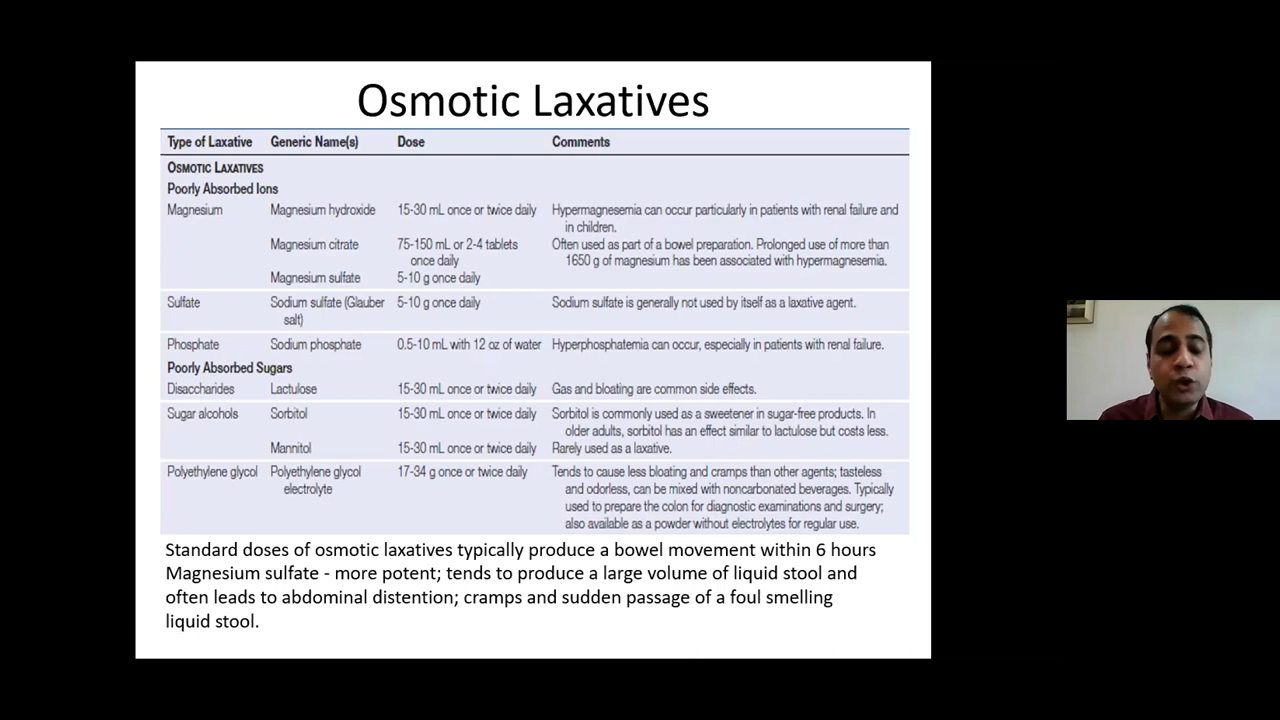 Osmotic Laxatives
Type of Laxative Generic Name(s) Dose Comments
OSMOTIC LAXATIVES
Poorly Absorbed Ions
Magnesium Magnesium hydroxide 15-30 mL once or twice daily Hypermagnesemia can occur particularly in patients with renal failure and
in children.
Magnesium citrate 75-150 mL or 2-4 tablets Often used as part of a bowel preparation. Prolonged use of more than
once daily 1650 g of magnesium has been associated with hypermagnesemia.
Magnesium sulfate 5-10 g once daily
Sulfate Sodium sulfate (Glauber 5-10 g once daily Sodium sulfate is generally not used by itself as a laxative agent.
salt)
Phosphate Sodium phosphate 0.5-10 mL with 12 oz of water Hyperphosphatemia can occur, especially in patients with renal failure.
Poorly Absorbed Sugars
Disaccharides Lactulose 15-30 mL once or twice daily Gas and bloating are common side effects.
Sugar alcohols Sorbitol 15-30 mL once or twice daily Sorbitol is commonly used as a sweetener in sugar-free products. In
older adults, sorbitol has an effect similar to lactulose but costs less.
Mannitol 15-30 mL once or twice daily Rarely used as a laxative.
Polyethylene glycol Polyethylene glycol 17-34 g once or twice daily Tends to cause less bloating and cramps than other agents; tasteless
electrolyte and odorless, can be mixed with noncarbonated beverages. Typically
used to prepare the colon for diagnostic examinations and surgery;
also available as a powder without electrolytes for regular use.
Standard doses of osmotic laxatives typically produce a bowel movement within 6 hours
Magnesium sulfate - more potent; tends to produce a large volume of liquid stool and
often leads to abdominal distention; cramps and sudden passage of a foul smelling
liquid stool.